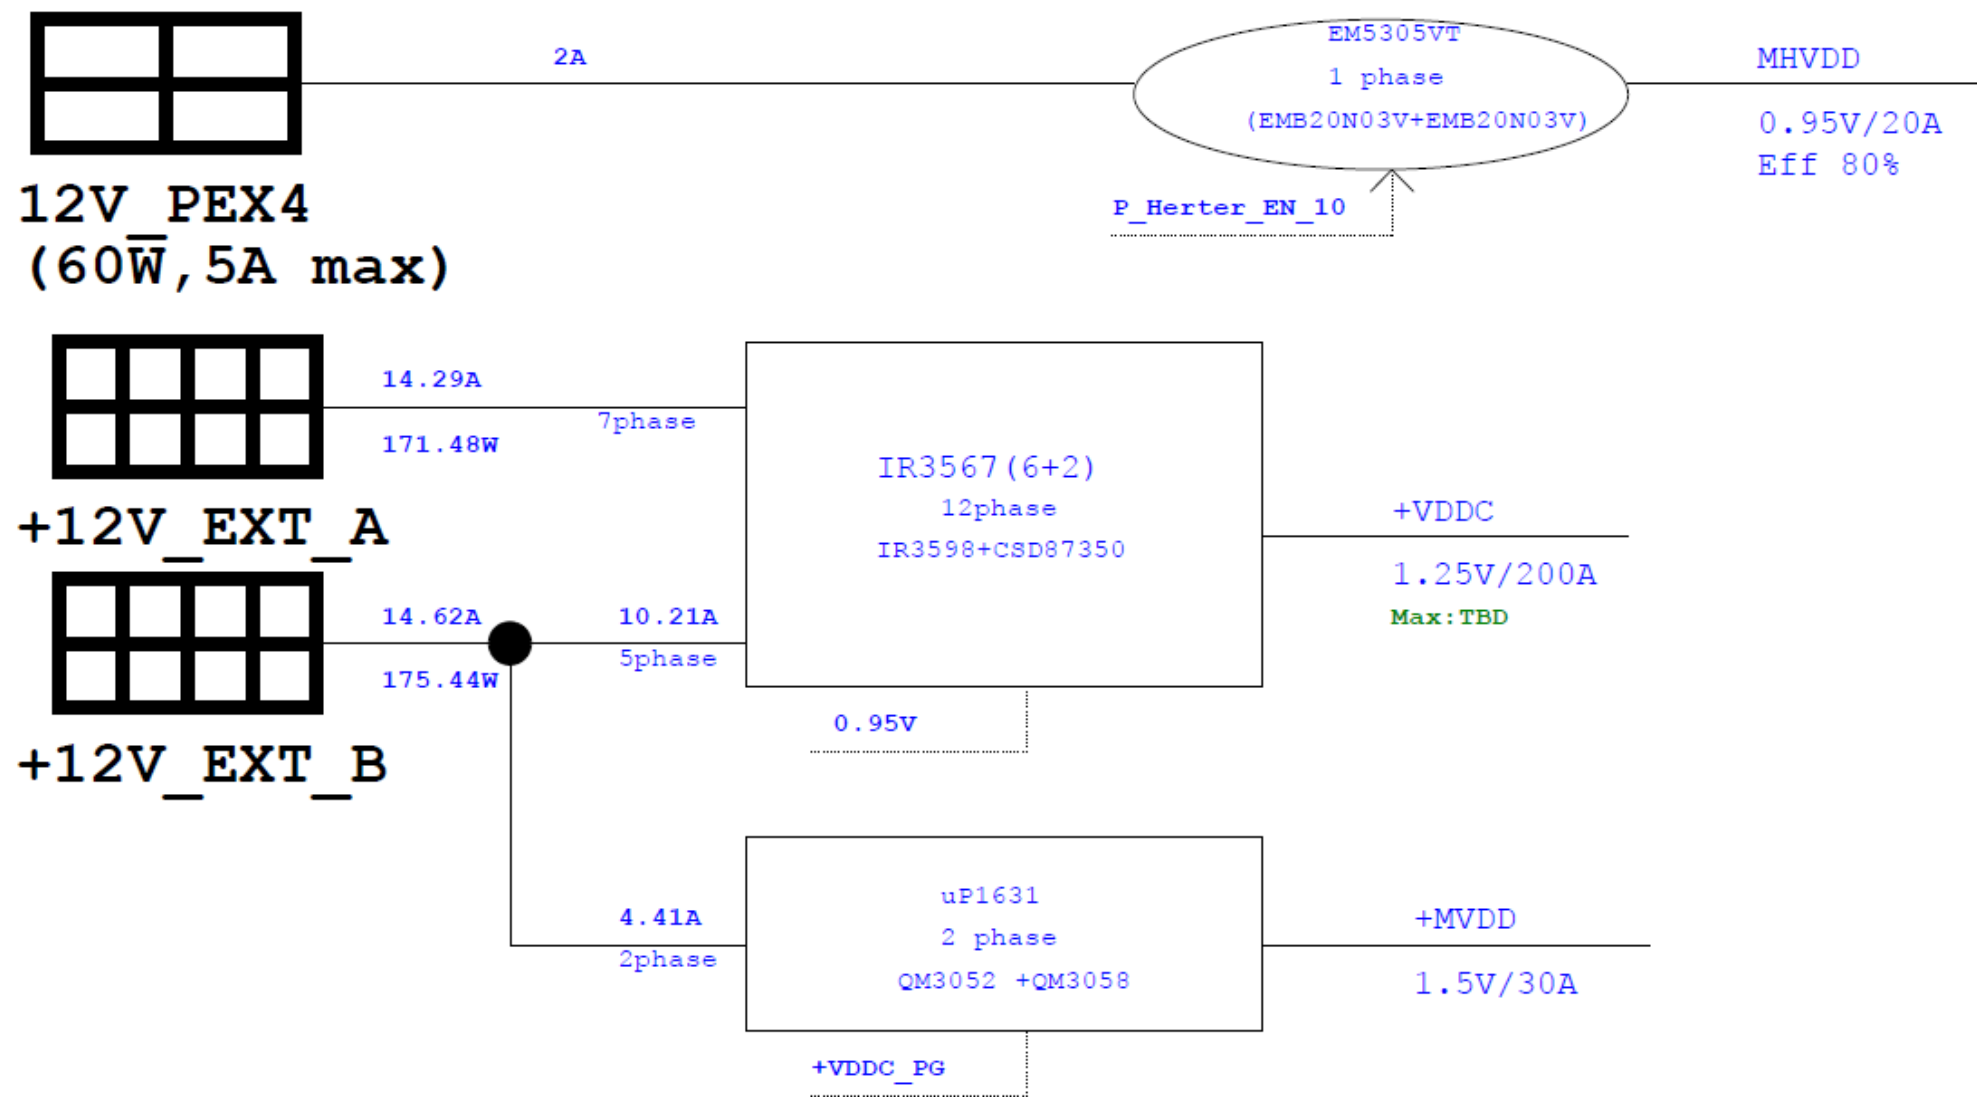 2A
EM5305VT
1 phase
(EMB20N03V+EMB20N03V)
MHVDD
0.95V/20A
Eff 80%
12V_PEX4
(60W,5A max)
P_Herter_EN_10
14.29A
7phase
171.48W
+12V_EXT_A
IR3567(6+2)
12phase
IR3598+CSD87350
+VDDC
1.25V/200A
Max:TBD
14.62A
10.21A
5phase
175.44W
+12V_EXT_B
0.95V
4.41A
2phase
uP1631
2 phase
QM3052 +QM3058
+MVDD
1.5V/30A
+VDDC_PG